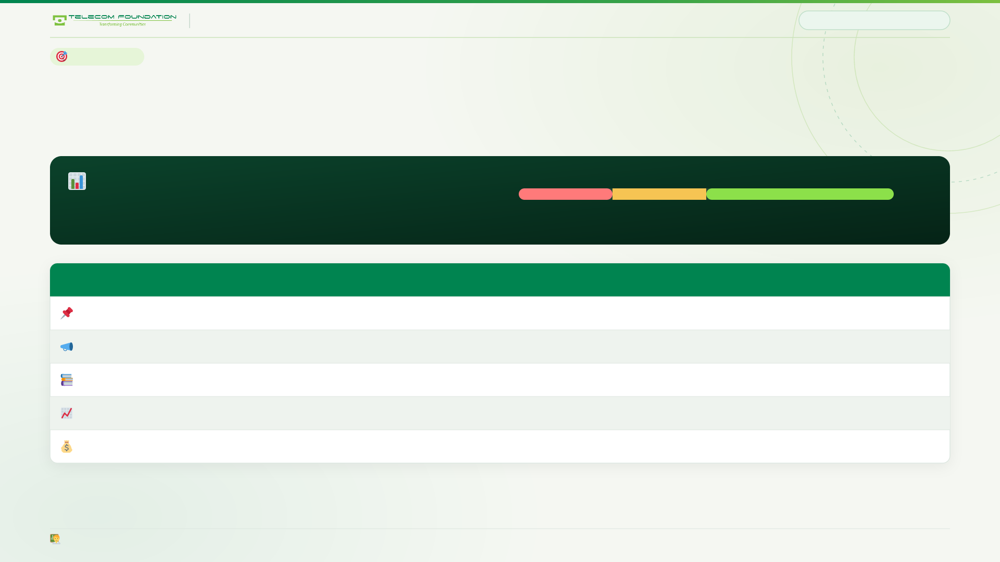 TELECOM FOUNDATION
Transforming Communities